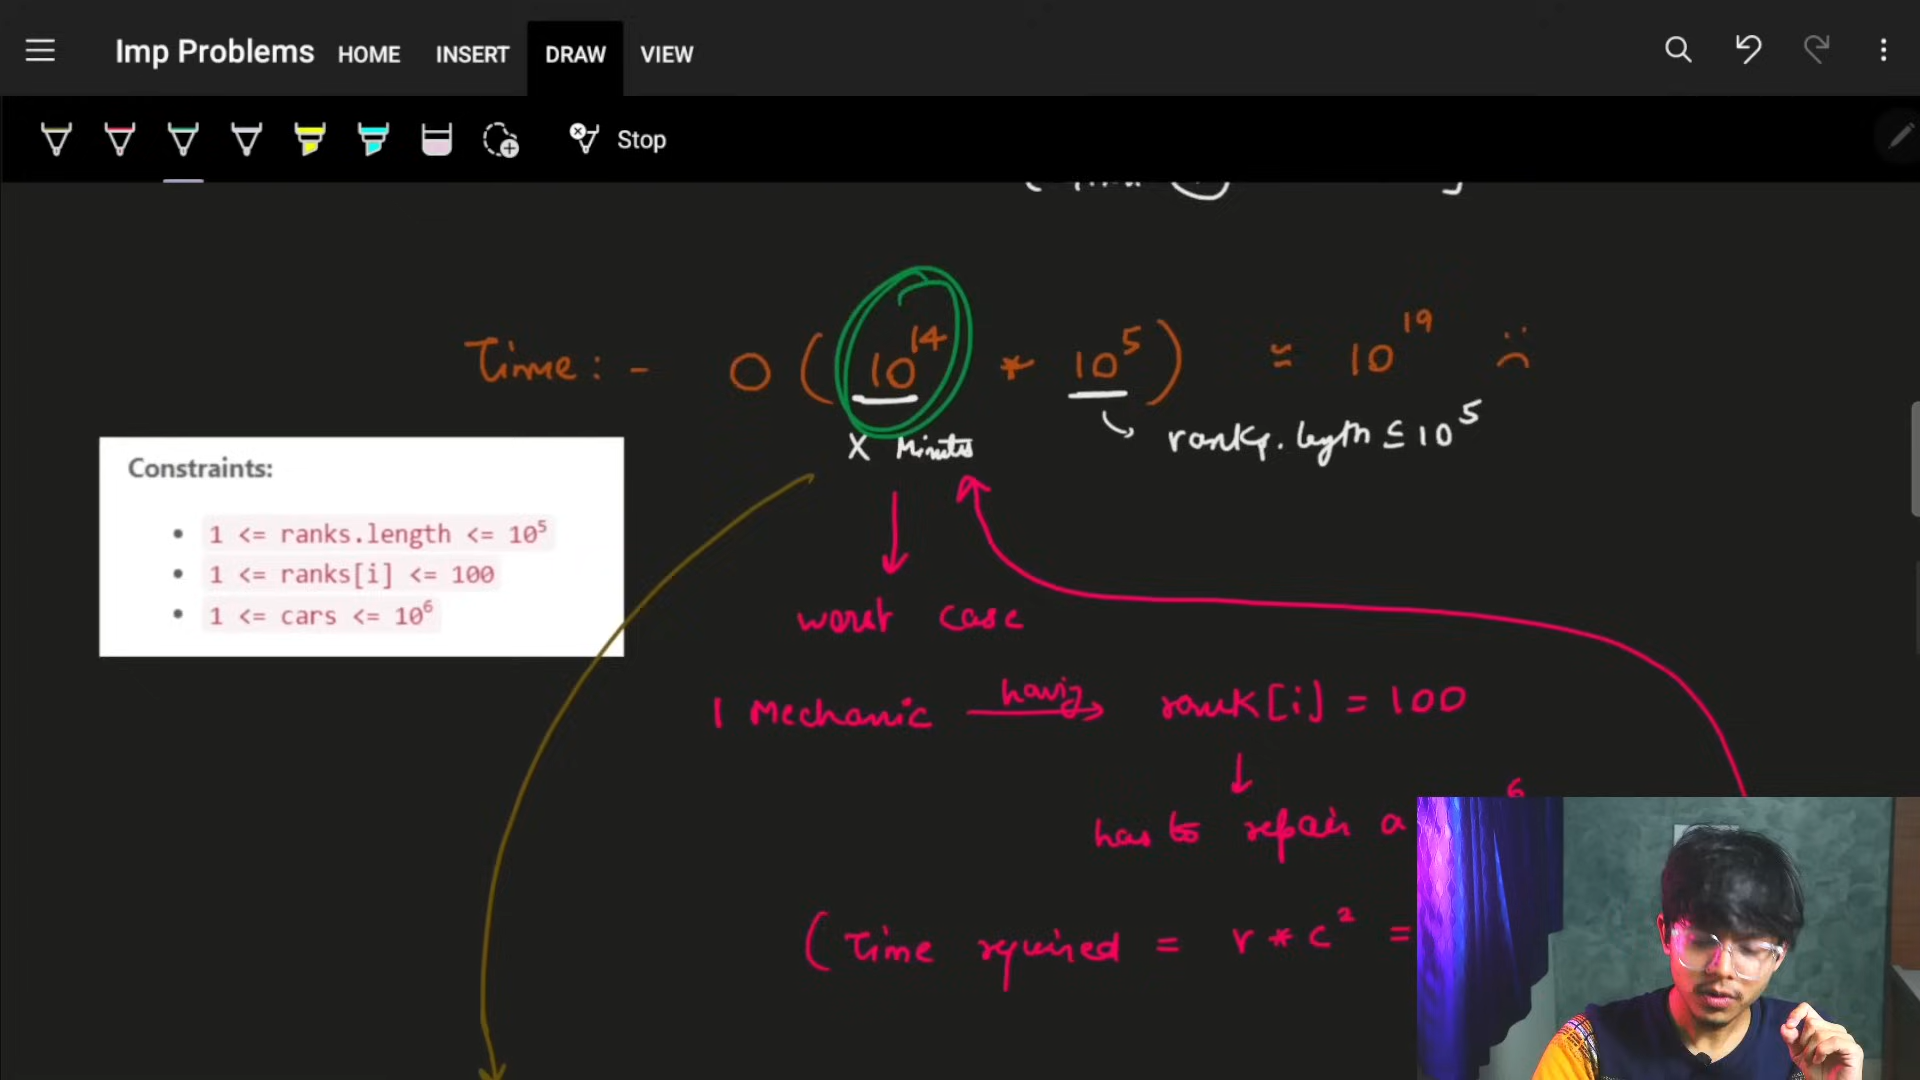 Imp Problems HOME INSERT DRAW VIEW
Stop
Time: - O ( 10^14 * 10^5 ) ≈ 10^19
X Minutes
ranks.length ≤ 10^5
Constraints:
1 <= ranks.length <= 10^5
1 <= ranks[i] <= 100
1 <= cars <= 10^6
worst case
1 Mechanic having rank[i] = 100
has to repair a 6
( Time required = r * c^2 =